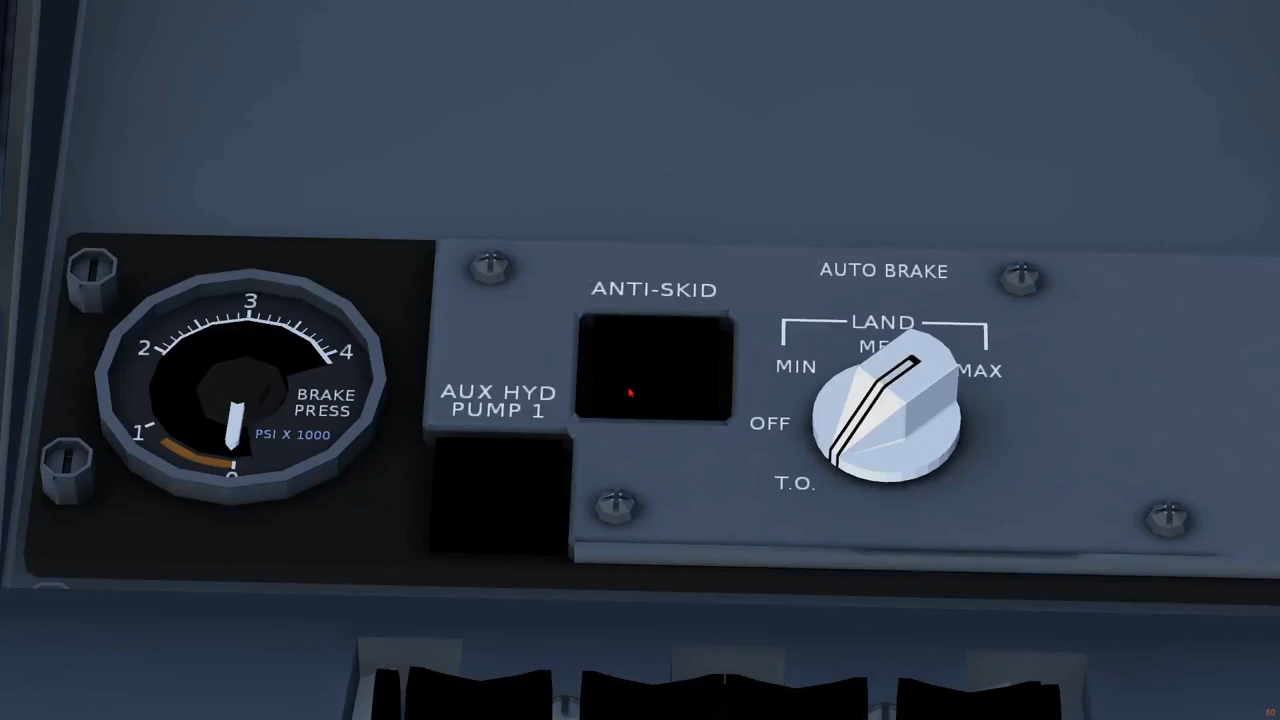 3
2
4
1
0
BRAKE
PRESS
PSI X 1000
AUX HYD
PUMP 1
ANTI-SKID
AUTO BRAKE
LAND
MIN
MAX
OFF
T.O.
60